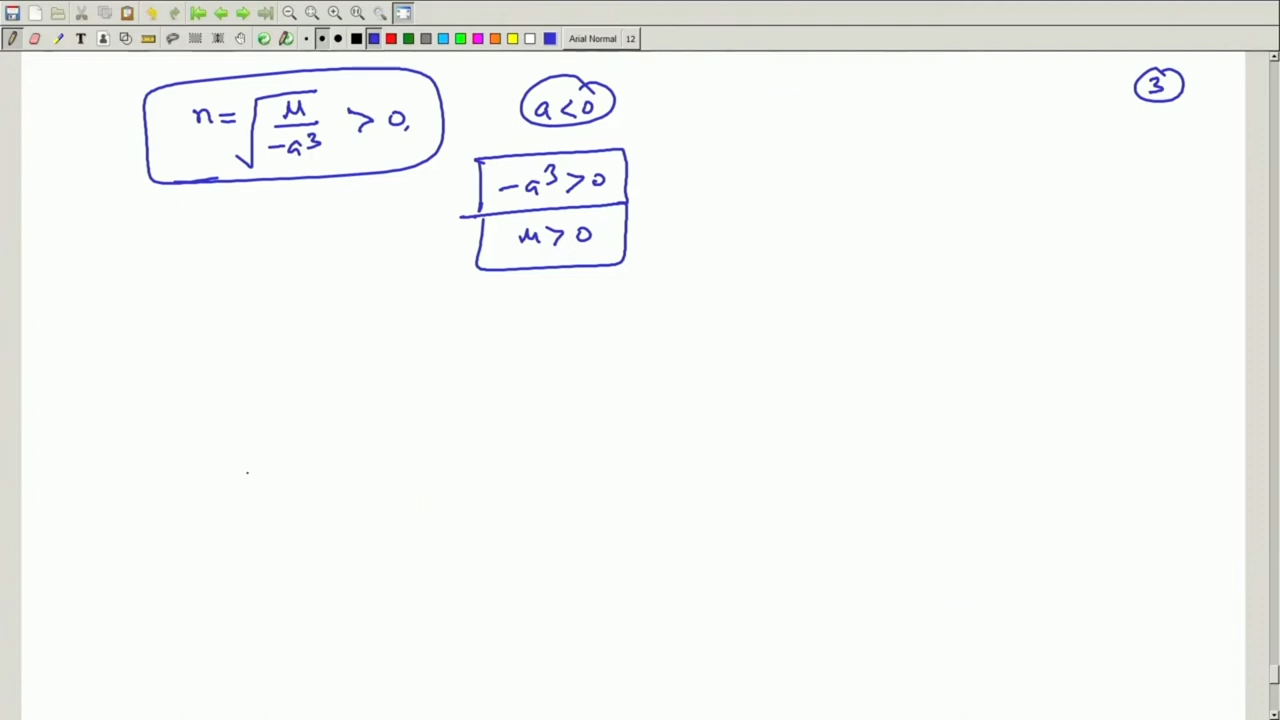 Arial Normal 12
n = √(μ/-a³) > 0,
a < 0
3
-a³ > 0
μ > 0